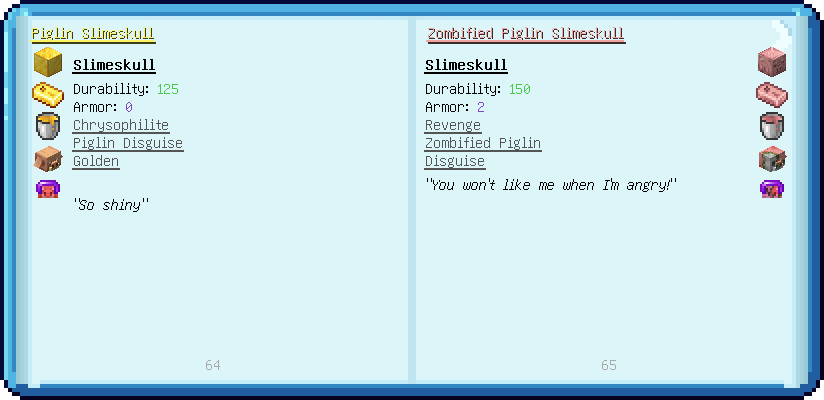 Piglin Slimeskull
Slimeskull
Durability: 125
Armor: 0
Chrysophilite
Piglin Disguise
Golden
"So shiny"
64
Zombified Piglin Slimeskull
Slimeskull
Durability: 150
Armor: 2
Revenge
Zombified Piglin
Disguise
"You won't like me when I'm angry!"
65